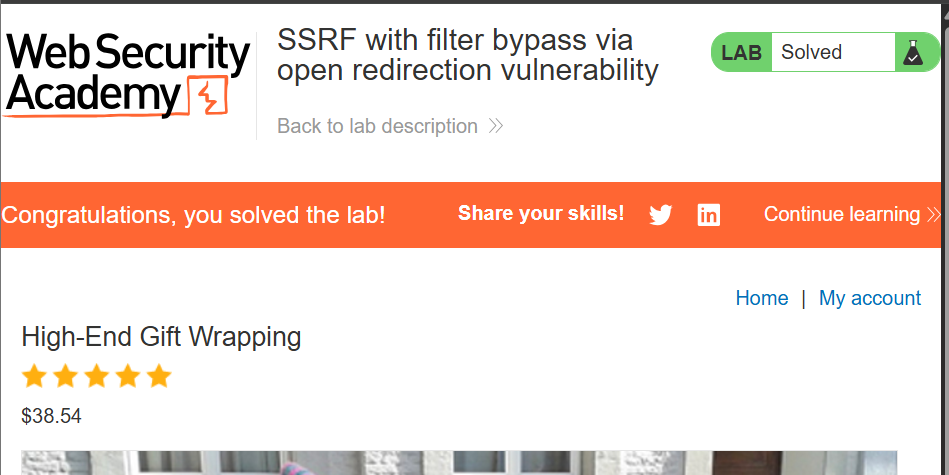 Web Security
Academy
SSRF with filter bypass via
open redirection vulnerability
Back to lab description
LAB Solved
Congratulations, you solved the lab!
Share your skills!
Continue learning
Home | My account
High-End Gift Wrapping
$38.54